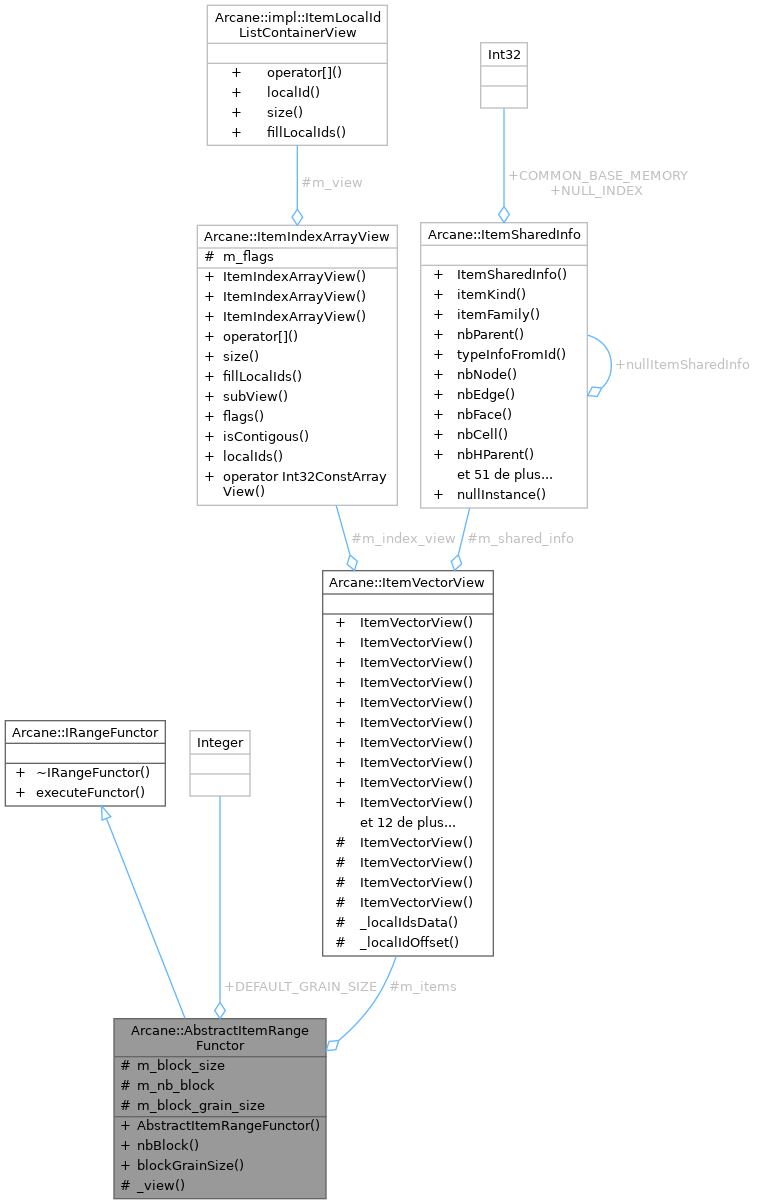 Arcane::impl::ItemLocalId
ListContainerView
+ operator[]()
+ localId()
+ size()
+ fillLocalIds()
Int32
#m_view
+COMMON_BASE_MEMORY
+NULL_INDEX
Arcane::ItemIndexArrayView
# m_flags
+ ItemIndexArrayView()
+ ItemIndexArrayView()
+ ItemIndexArrayView()
+ operator[]()
+ size()
+ fillLocalIds()
+ subView()
+ flags()
+ isContigous()
+ localIds()
+ operator Int32ConstArray
View()
Arcane::ItemSharedInfo
+ ItemSharedInfo()
+ itemKind()
+ itemFamily()
+ nbParent()
+ typeInfoFromId()
+ nbNode()
+ nbEdge()
+ nbFace()
+ nbCell()
+ nbHParent()
et 51 de plus...
+ nullInstance()
+nullItemSharedInfo
#m_index_view
#m_shared_info
Arcane::ItemVectorView
+ ItemVectorView()
+ ItemVectorView()
+ ItemVectorView()
+ ItemVectorView()
+ ItemVectorView()
+ ItemVectorView()
+ ItemVectorView()
+ ItemVectorView()
+ ItemVectorView()
+ ItemVectorView()
et 12 de plus...
# ItemVectorView()
# ItemVectorView()
# ItemVectorView()
# ItemVectorView()
# _localIdsData()
# _localIdOffset()
Arcane::IRangeFunctor
+ ~IRangeFunctor()
+ executeFunctor()
Integer
+DEFAULT_GRAIN_SIZE
#m_items
Arcane::AbstractItemRange
Functor
# m_block_size
# m_nb_block
# m_block_grain_size
+ AbstractItemRangeFunctor()
+ nbBlock()
+ blockGrainSize()
# _view()